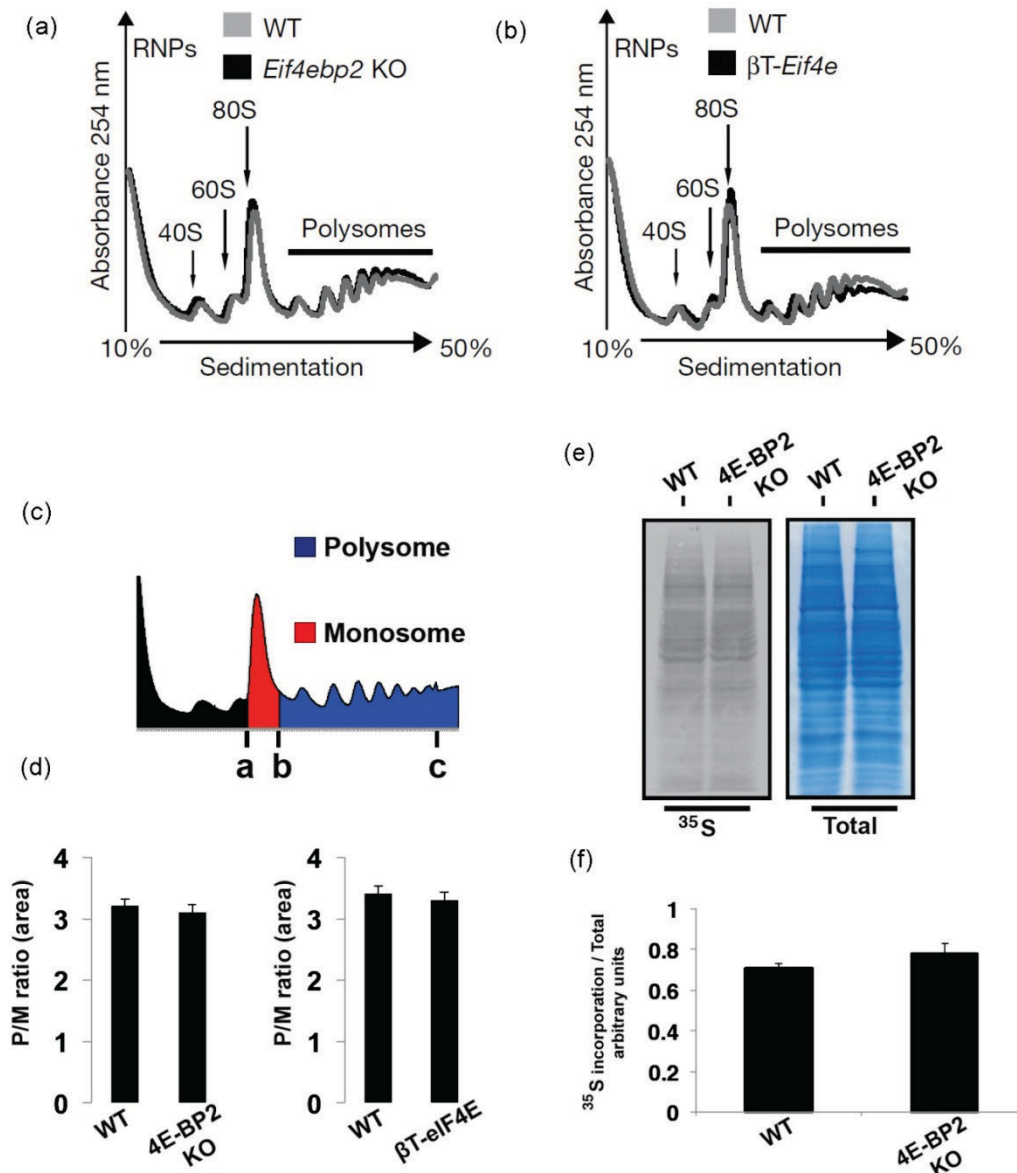 (a)
WT
Eif4ebp2 KO
RNPs
Absorbance 254 nm
80S
60S
40S
Polysomes
10%
50%
Sedimentation
(b)
WT
βT-Eif4e
RNPs
Absorbance 254 nm
80S
60S
40S
Polysomes
10%
50%
Sedimentation
(c)
Polysome
Monosome
a
b
c
(d)
P/M ratio (area)
4
3
2
1
0
WT
4E-BP2
KO
P/M ratio (area)
4
3
2
1
0
WT
βT-eIF4E
(e)
WT
4E-BP2
KO
WT
4E-BP2
KO
³⁵S
Total
(f)
³⁵S incorporation / Total
arbitrary units
1
0.8
0.6
0.4
0.2
0
WT
4E-BP2
KO